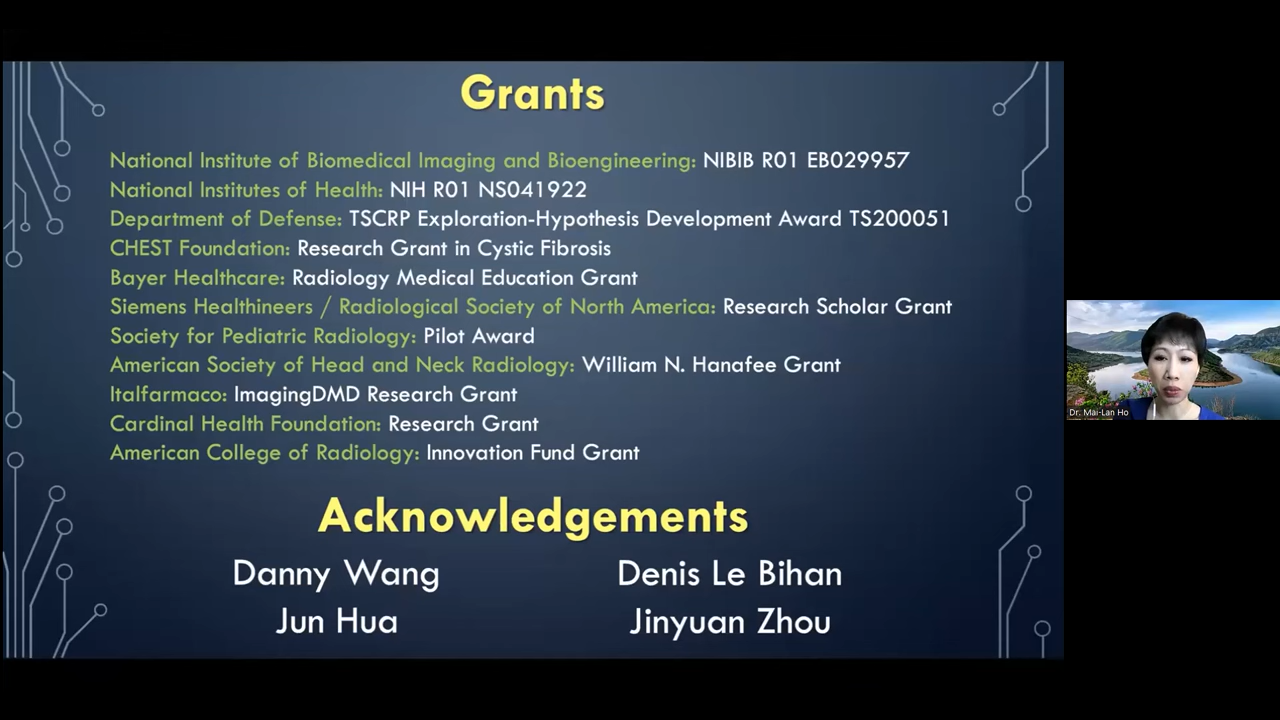 Grants
National Institute of Biomedical Imaging and Bioengineering: NIBIB R01 EB029957
National Institutes of Health: NIH R01 NS041922
Department of Defense: TSCRP Exploration-Hypothesis Development Award TS200051
CHEST Foundation: Research Grant in Cystic Fibrosis
Bayer Healthcare: Radiology Medical Education Grant
Siemens Healthineers / Radiological Society of North America: Research Scholar Grant
Society for Pediatric Radiology: Pilot Award
American Society of Head and Neck Radiology: William N. Hanafee Grant
Italfarmaco: ImagingDMD Research Grant
Cardinal Health Foundation: Research Grant
American College of Radiology: Innovation Fund Grant
Acknowledgements
Danny Wang Denis Le Bihan
Jun Hua Jinyuan Zhou
Dr. Mai-Lan Ho